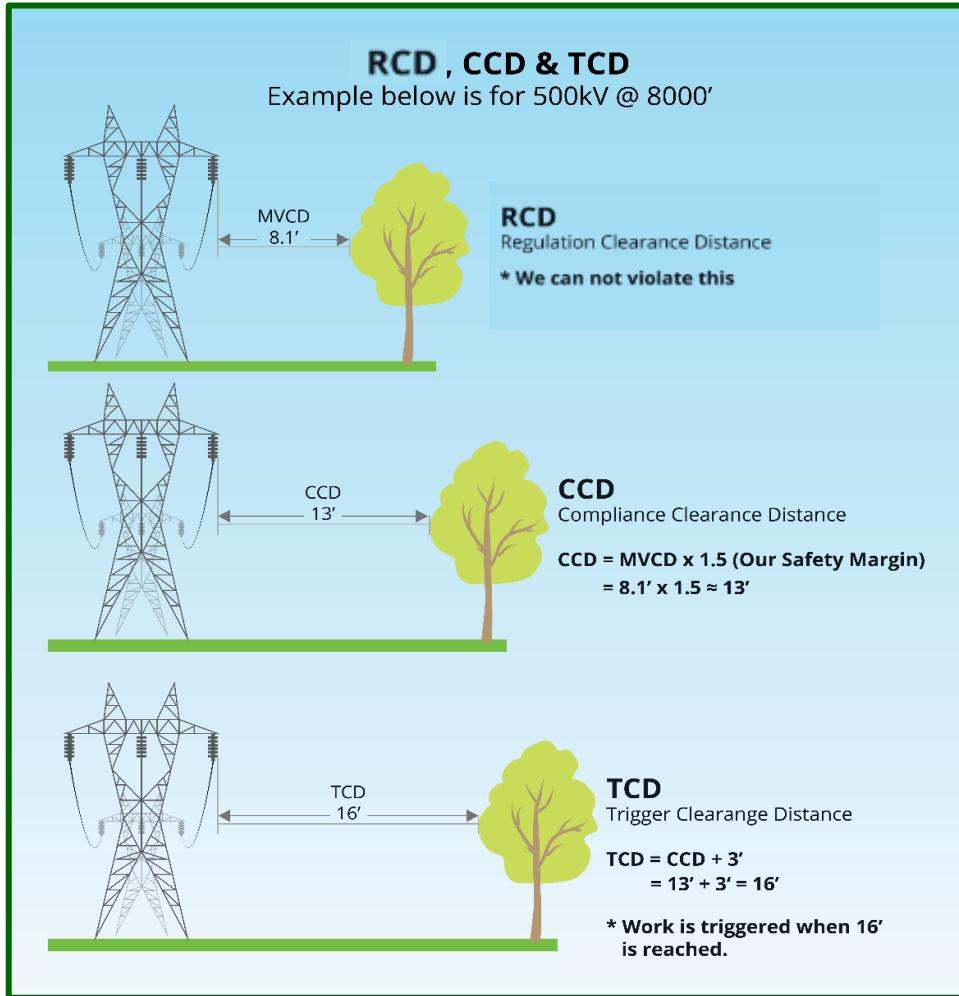 RCD , CCD & TCD
Example below is for 500kV @ 8000’
MVCD
8.1’
RCD
Regulation Clearance Distance
* We can not violate this
CCD
13’
CCD
Compliance Clearance Distance
CCD = MVCD x 1.5 (Our Safety Margin)
= 8.1’ x 1.5 ≈ 13’
TCD
16’
TCD
Trigger Clearange Distance
TCD = CCD + 3’
= 13’ + 3‘ = 16’
* Work is triggered when 16’
is reached.